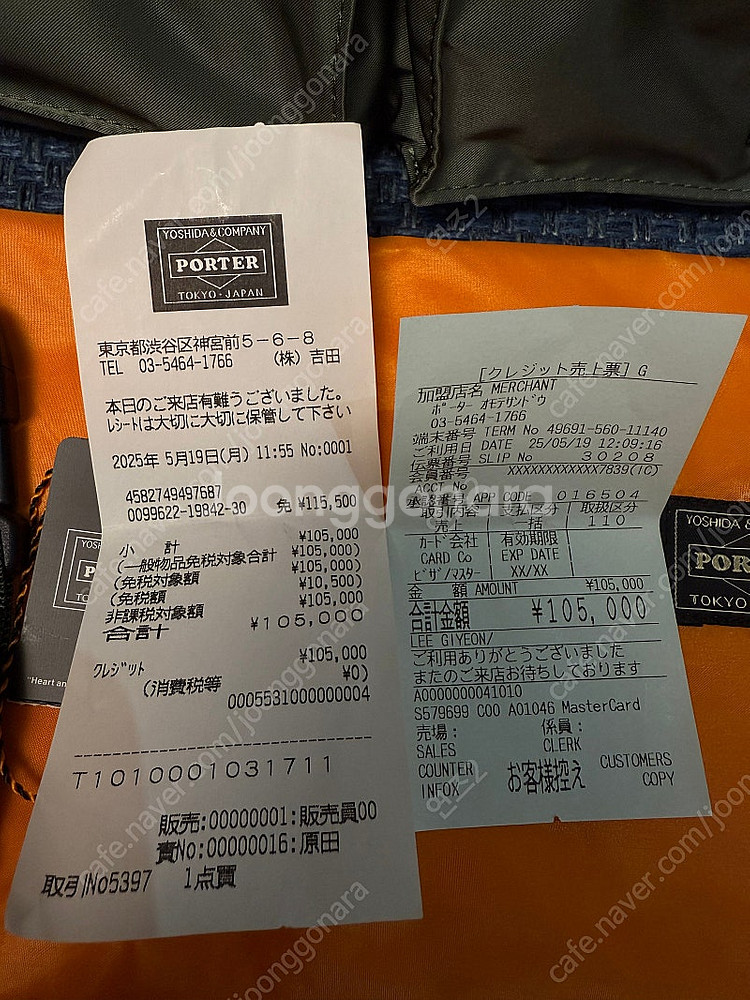 YOSHIDA & COMPANY
PORTER
TOKYO-JAPAN
東京都渋谷区神宮前5-6-8
TEL 03-5464-1766 (株) 吉田
本日のご来店有難うございました。
レシートは大切に大切に保管して下さい
2025年 5月19日(月) 11:55 No:0001
4582749497687
0099622-19842-30 免 ¥115,500
小 計 ¥105,000
(一般物品免税対象合計 ¥105,000)
(免税対象額 ¥105,000)
(免税額 ¥10,500)
非課税対象額 ¥105,000
合計 ¥105,000
クレジット ¥105,000
(消費税等 ¥0)
0005531000000004
T1010001031711
販売:00000001:販売員00
責No:00000016:原田
取引No5397 1点買
[クレジット売上票] G
加盟店名 MERCHANT
ポーター オモテサンドウ
03-5464-1766
端末番号 TERM No 49691-560-11140
ご利用日 DATE 25/05/19 12:09:16
伝票番号 SLIP No 30208
会員番号 XXXXXXXXXXXX7839(IC)
ACCT No
承認番号 APP CODE 016504
取引内容 支払区分 取扱区分
売上 一括 110
カード会社 有効期限
CARD Co EXP DATE
ビザ/マスター XX/XX
金 額 AMOUNT ¥105,000
合計金額 ¥105,000
LEE GIYEON/
ご利用ありがとうございました
またのご来店お待ちしております
A0000000041010
S579699 C00 A01046 MasterCard
売場: 係員:
SALES CLERK
COUNTER お客様控え CUSTOMERS
INFOX COPY
YOSHIDA &
POR
TOKYO
YOSH
"Heart an
joonggonara
cafe.naver.com/joonggonara